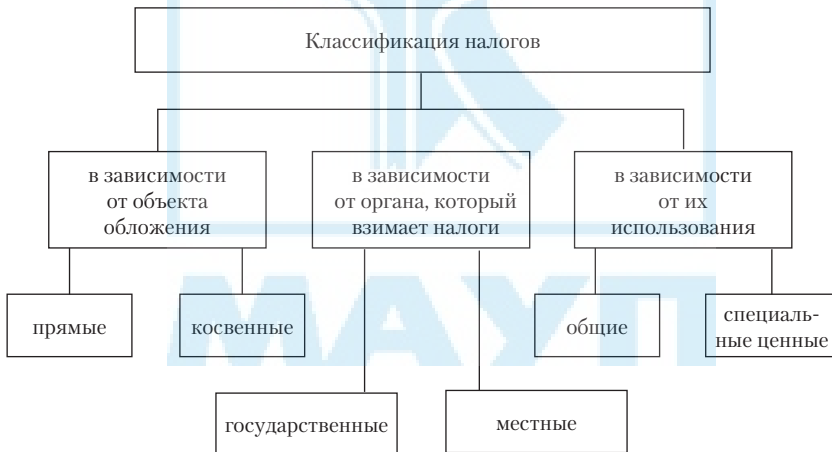 Классификация налогов
в зависимости
от объекта
обложения
в зависимости
от органа, который
взимает налоги
в зависимости
от их
использования
прямые
косвенные
общие
специаль-
ные ценные
государственные
местные
МАУП